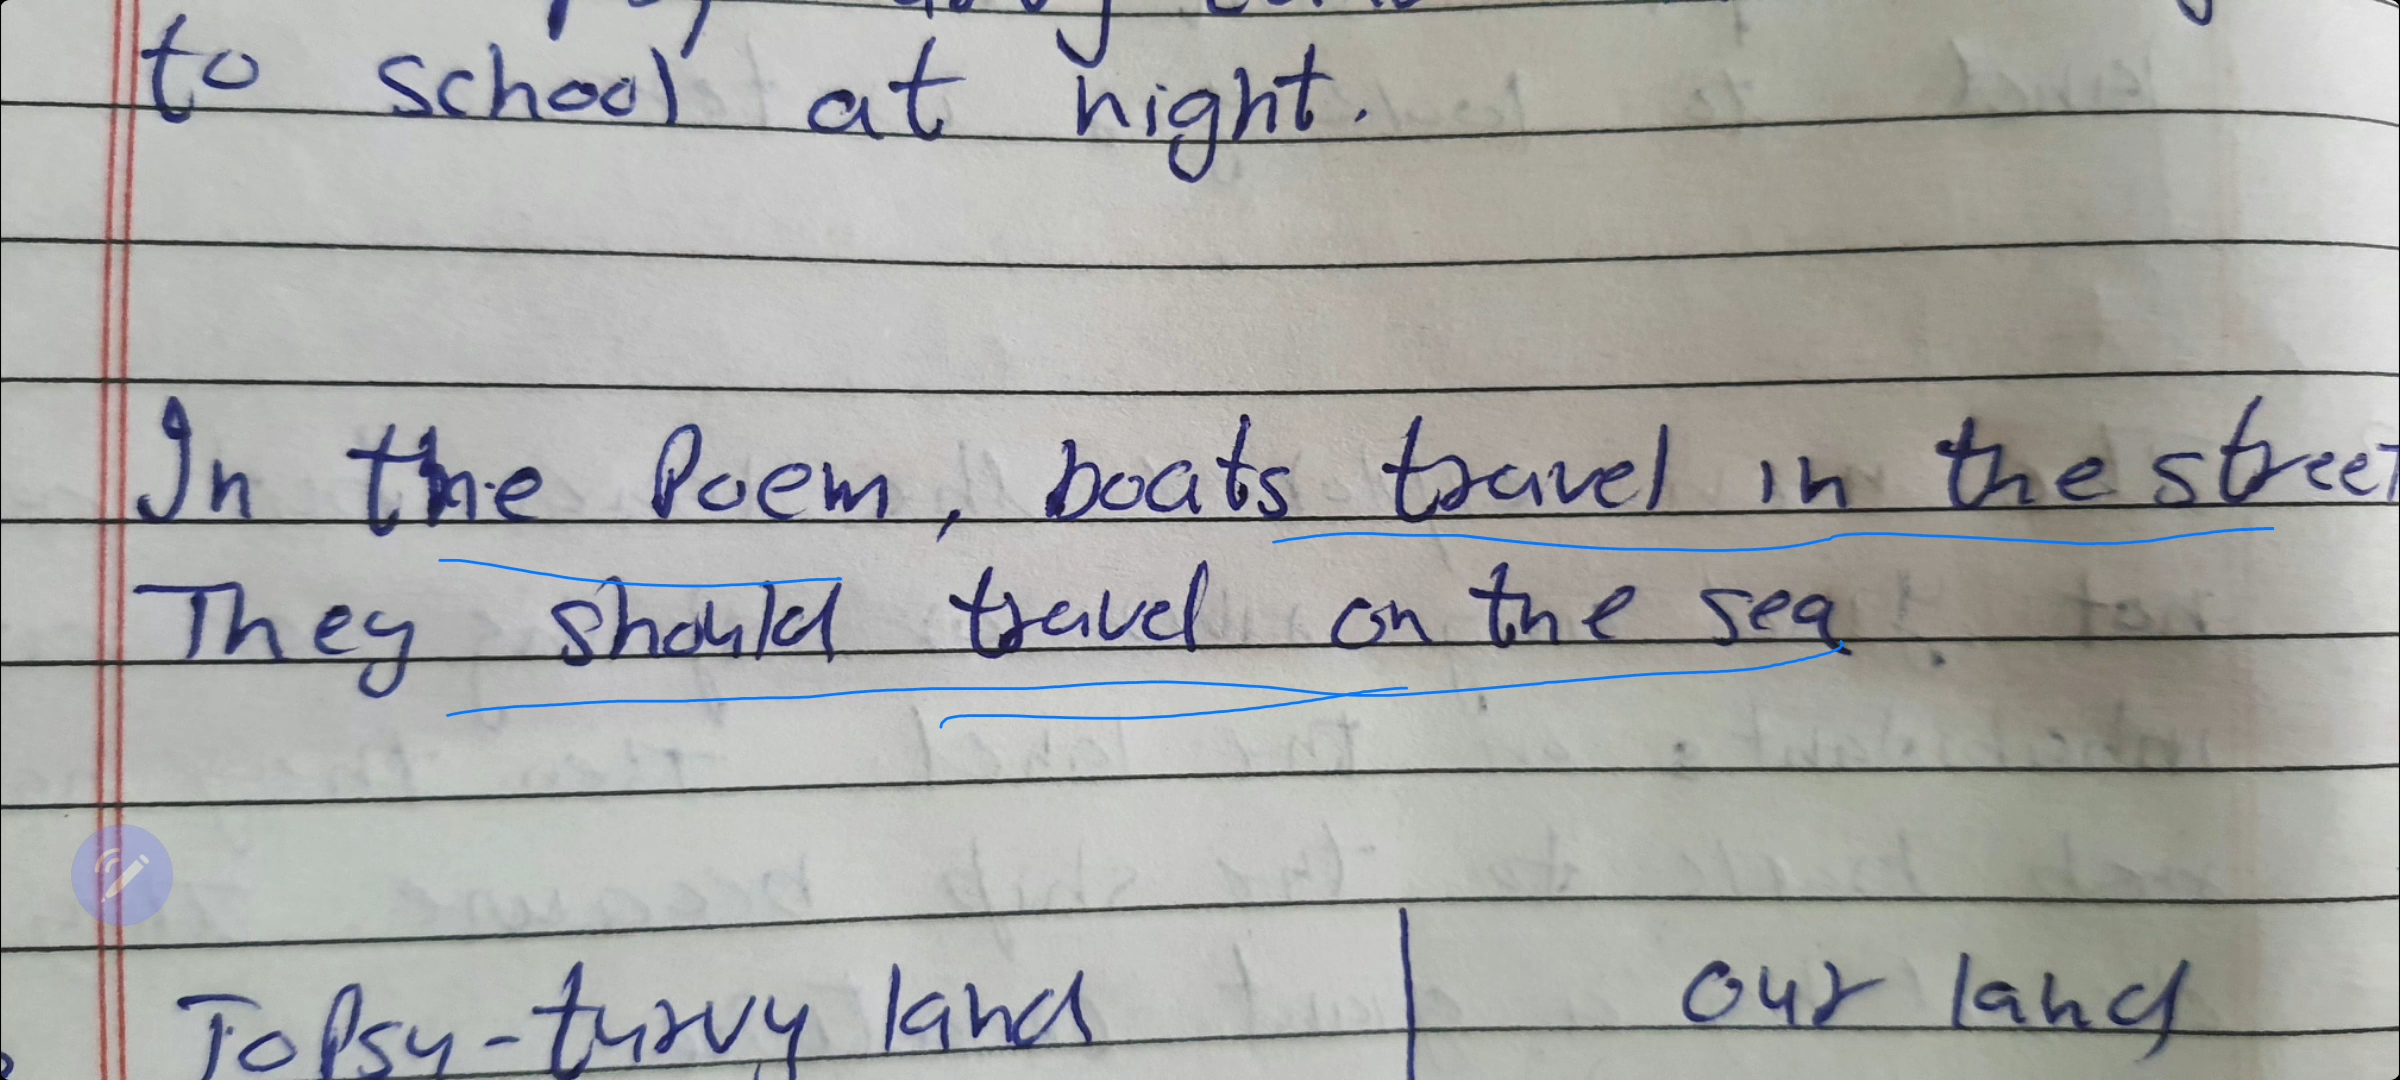 to school at night.
In the Poem, boats travel in the street
They should travel on the sea.
Topsy-turvy land our land